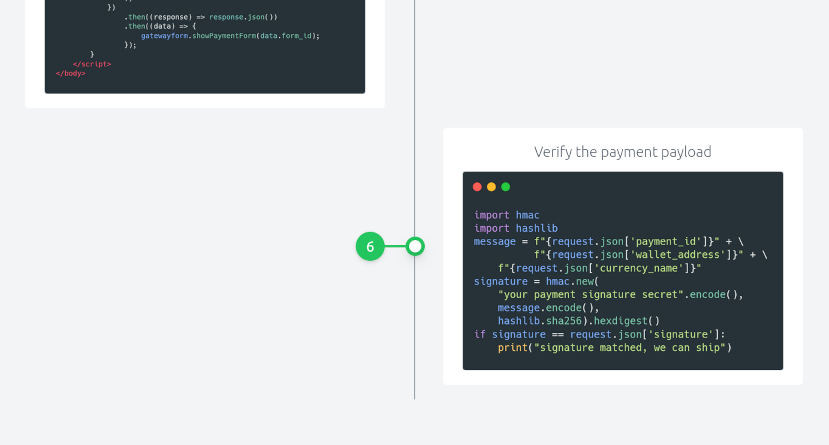 })
.then((response) => response.json())
.then((data) => {
gatewayform.showPaymentForm(data.form_id);
});
}
</script>
</body>
Verify the payment payload
import hmac
import hashlib
message = f"{request.json['payment_id']}" + \
f"{request.json['wallet_address']}" + \
f"{request.json['currency_name']}"
signature = hmac.new(
"your payment signature secret".encode(),
message.encode(),
hashlib.sha256).hexdigest()
if signature == request.json['signature']:
print("signature matched, we can ship")
6